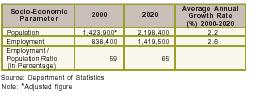 Socio-Economic Parameter 2000 2020 Average Annual Growth Rate (%) 2000-2020
Population 1,423,900* 2,198,400 2.2
Employment 838,400 1,419,500 2.6
Employment / Population Ratio (In Percentage) 59 65
Source: Department of Statistics
Note: *Adjusted figure